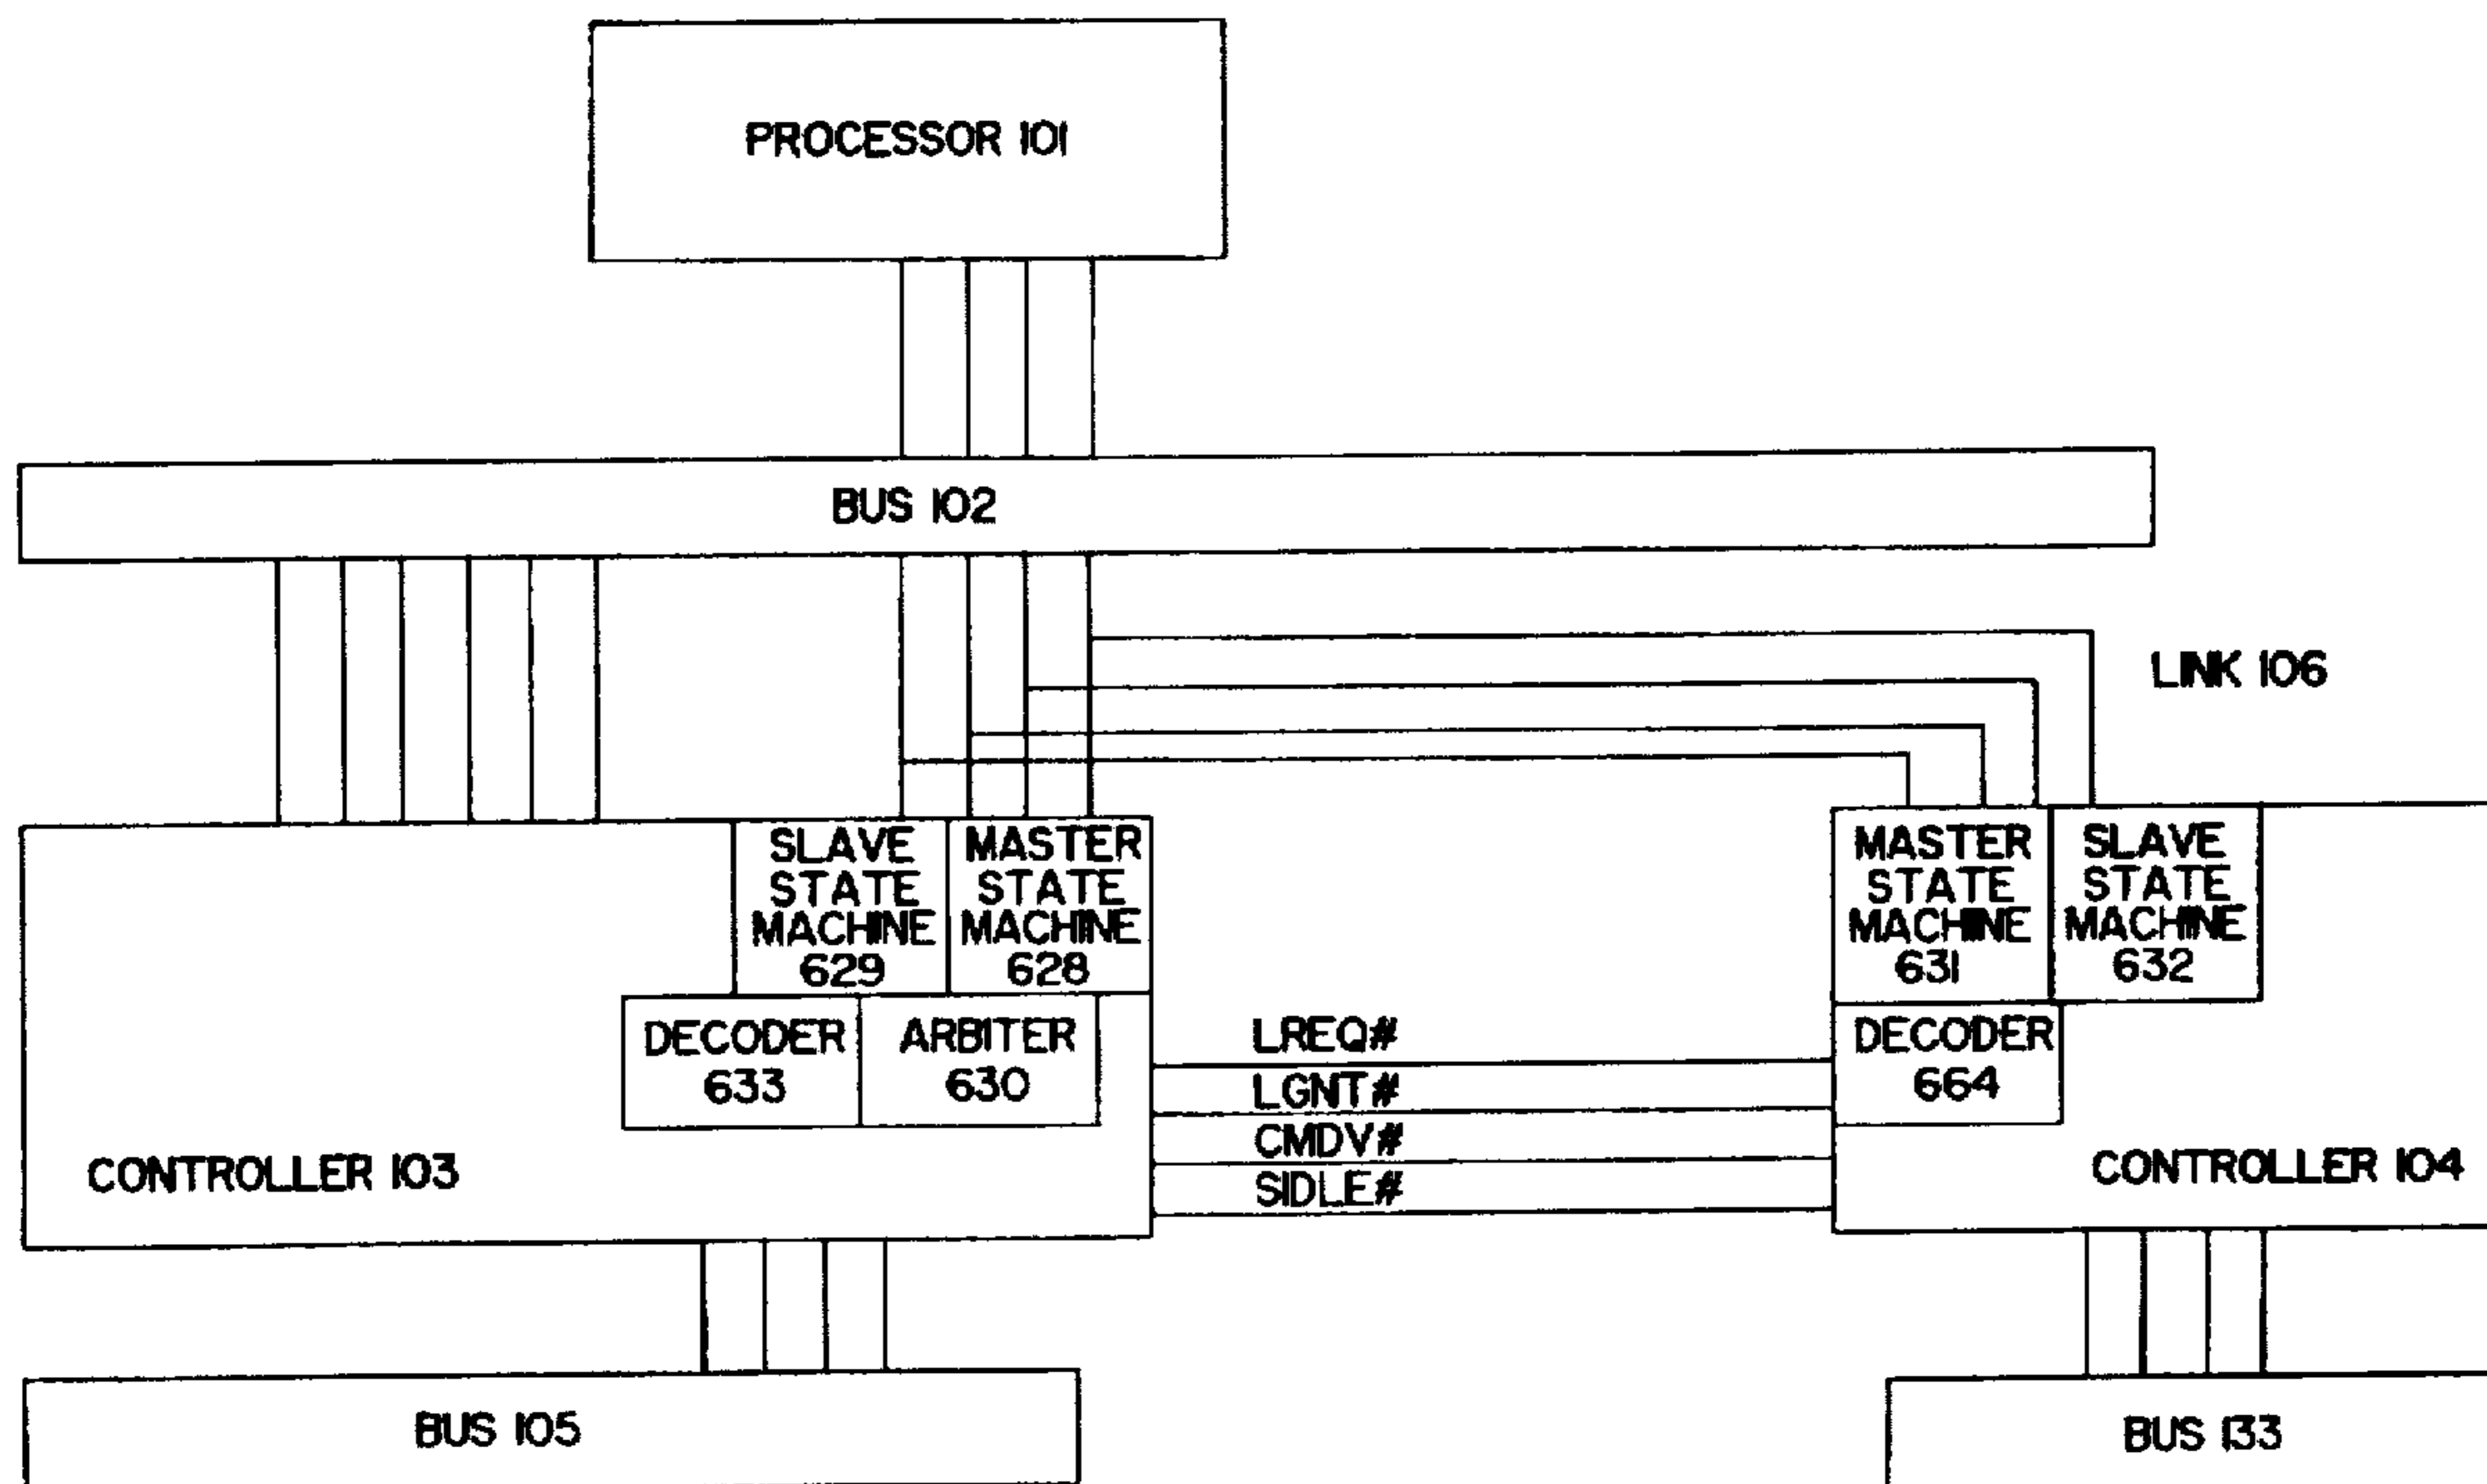 PROCESSOR 101
BUS 102
LINK 106
SLAVE
STATE
MACHINE
629
MASTER
STATE
MACHINE
628
MASTER
STATE
MACHINE
631
SLAVE
STATE
MACHINE
632
DECODER
633
ARBITER
630
LREQ#
LGNT#
CMDV#
SIDLE#
DECODER
664
CONTROLLER 103
CONTROLLER 104
BUS 105
BUS 133